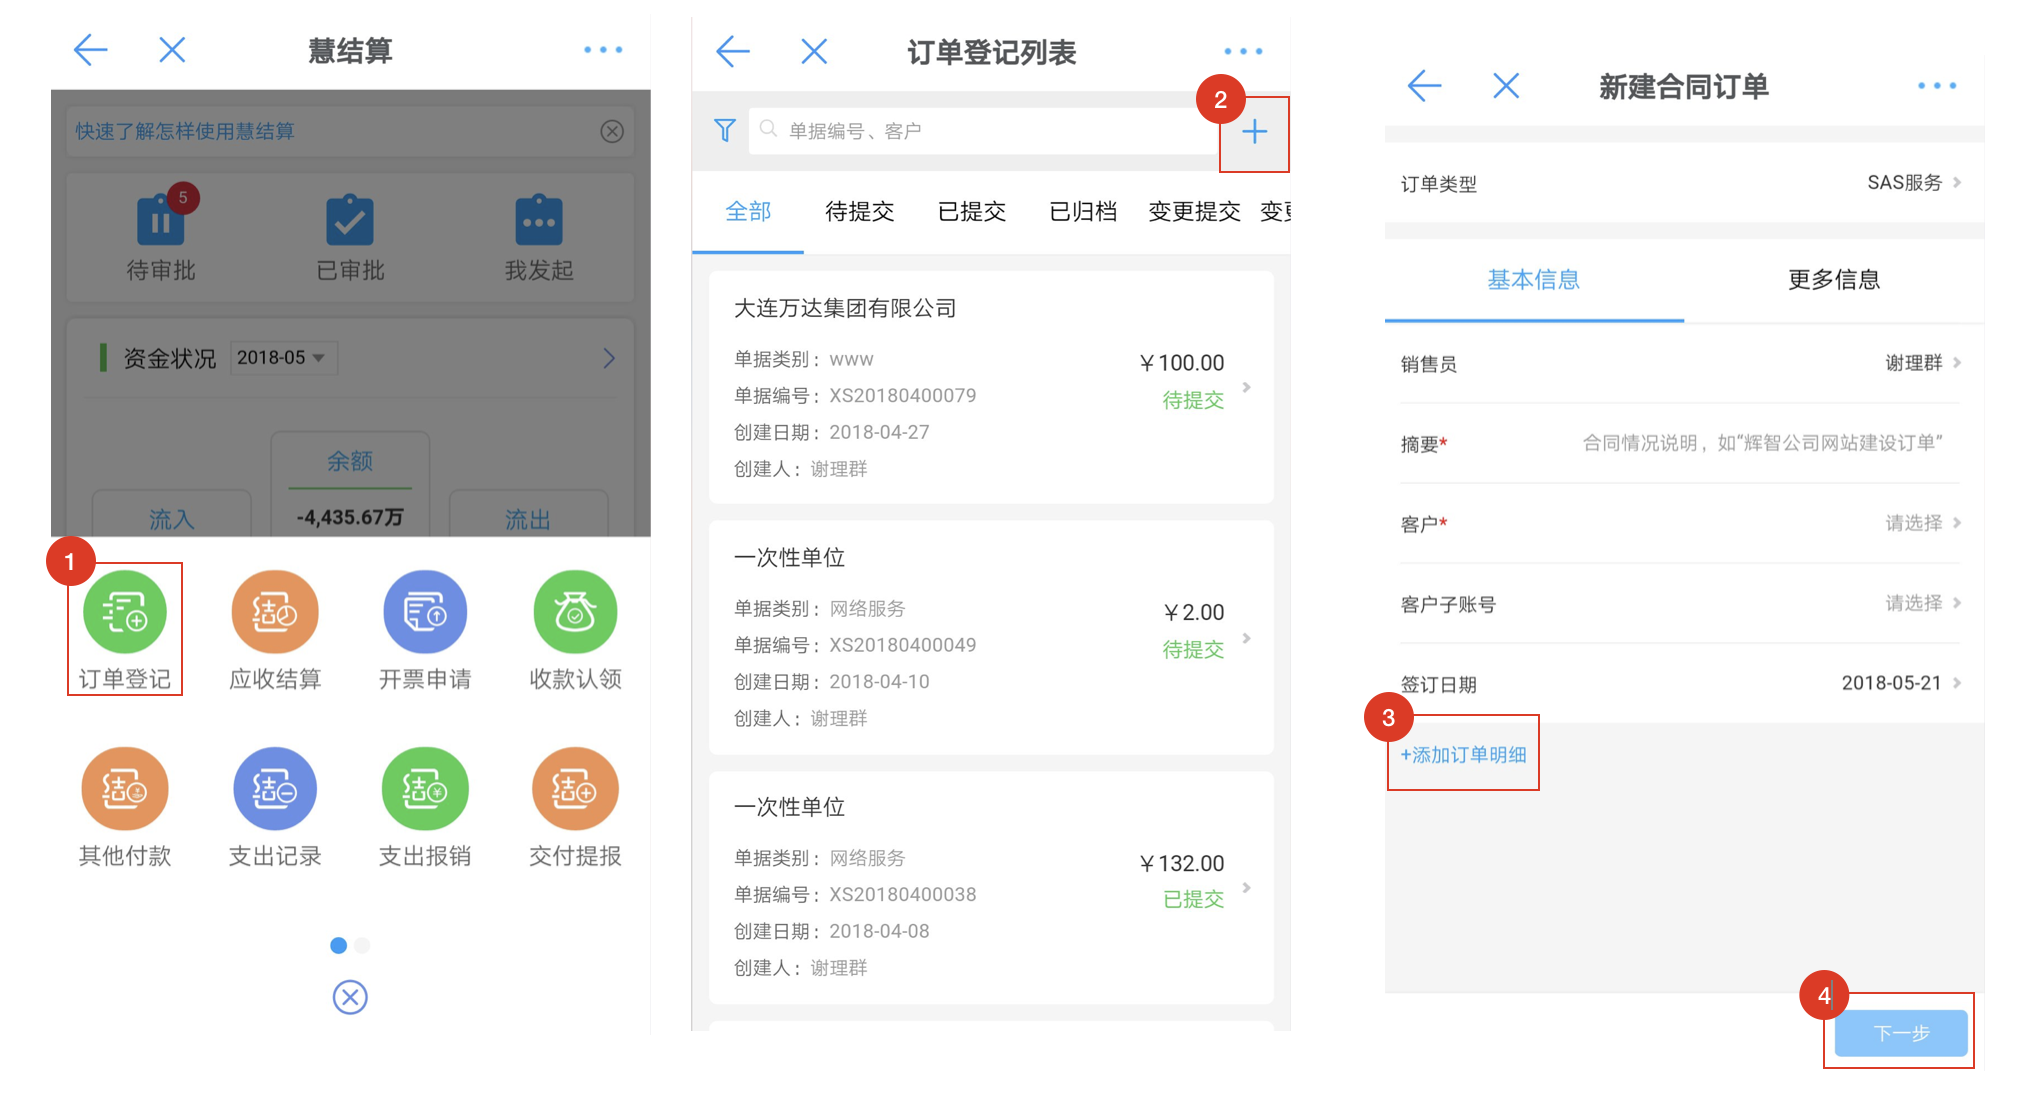 慧结算
快速了解怎样使用慧结算
5
待审批
已审批
我发起
资金状况 2018-05
余额
流入
-4,435.67万
流出
1
订单登记
应收结算
开票申请
收款认领
其他付款
支出记录
支出报销
交付提报
订单登记列表
2
单据编号、客户
全部
待提交
已提交
已归档
变更提交
变更
大连万达集团有限公司
单据类别: www
¥100.00
单据编号: XS20180400079
待提交
创建日期: 2018-04-27
创建人: 谢理群
一次性单位
单据类别: 网络服务
¥2.00
单据编号: XS20180400049
待提交
创建日期: 2018-04-10
创建人: 谢理群
一次性单位
单据类别: 网络服务
¥132.00
单据编号: XS20180400038
已提交
创建日期: 2018-04-08
创建人: 谢理群
新建合同订单
订单类型
SAS服务
基本信息
更多信息
销售员
谢理群
摘要*
合同情况说明，如“辉智公司网站建设订单”
客户*
请选择
客户子账号
请选择
签订日期
2018-05-21
3
+添加订单明细
4
下一步